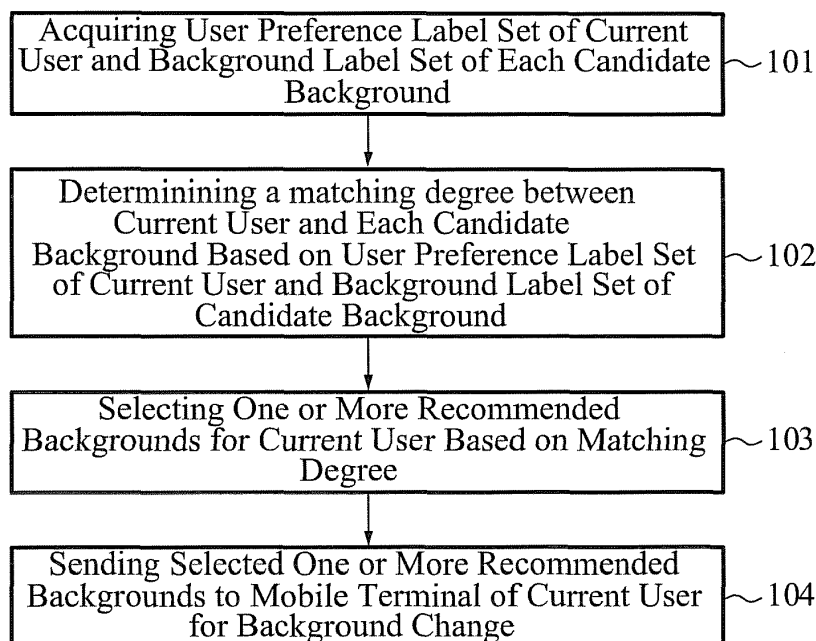 Acquiring User Preference Label Set of Current
User and Background Label Set of Each Candidate
Background
101
Determinining a matching degree between
Current User and Each Candidate
Background Based on User Preference Label Set
of Current User and Background Label Set of
Candidate Background
102
Selecting One or More Recommended
Backgrounds for Current User Based on Matching
Degree
103
Sending Selected One or More Recommended
Backgrounds to Mobile Terminal of Current User
for Background Change
104